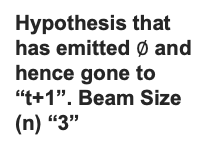 Hypothesis that
has emitted ∅ and
hence gone to
“t+1”. Beam Size
(n) “3”